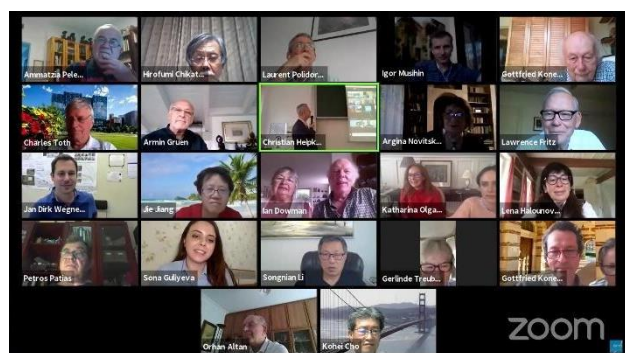 Ammatzia Pele...
Hirofumi Chikat...
Laurent Polidor...
Igor Musihin
Gottfried Kone...
Charles Toth
Armin Gruen
Christian Heipk...
Argina Novitsk...
Lawrence Fritz
Jan Dirk Wegne...
Jie Jiang
Ian Dowman
Katharina Olga...
Lena Halounov...
Petros Patias
Sona Guliyeva
Songnian Li
Gerlinde Treub...
Gottfried Kone...
Orhan Altan
Kohei Cho
zoom